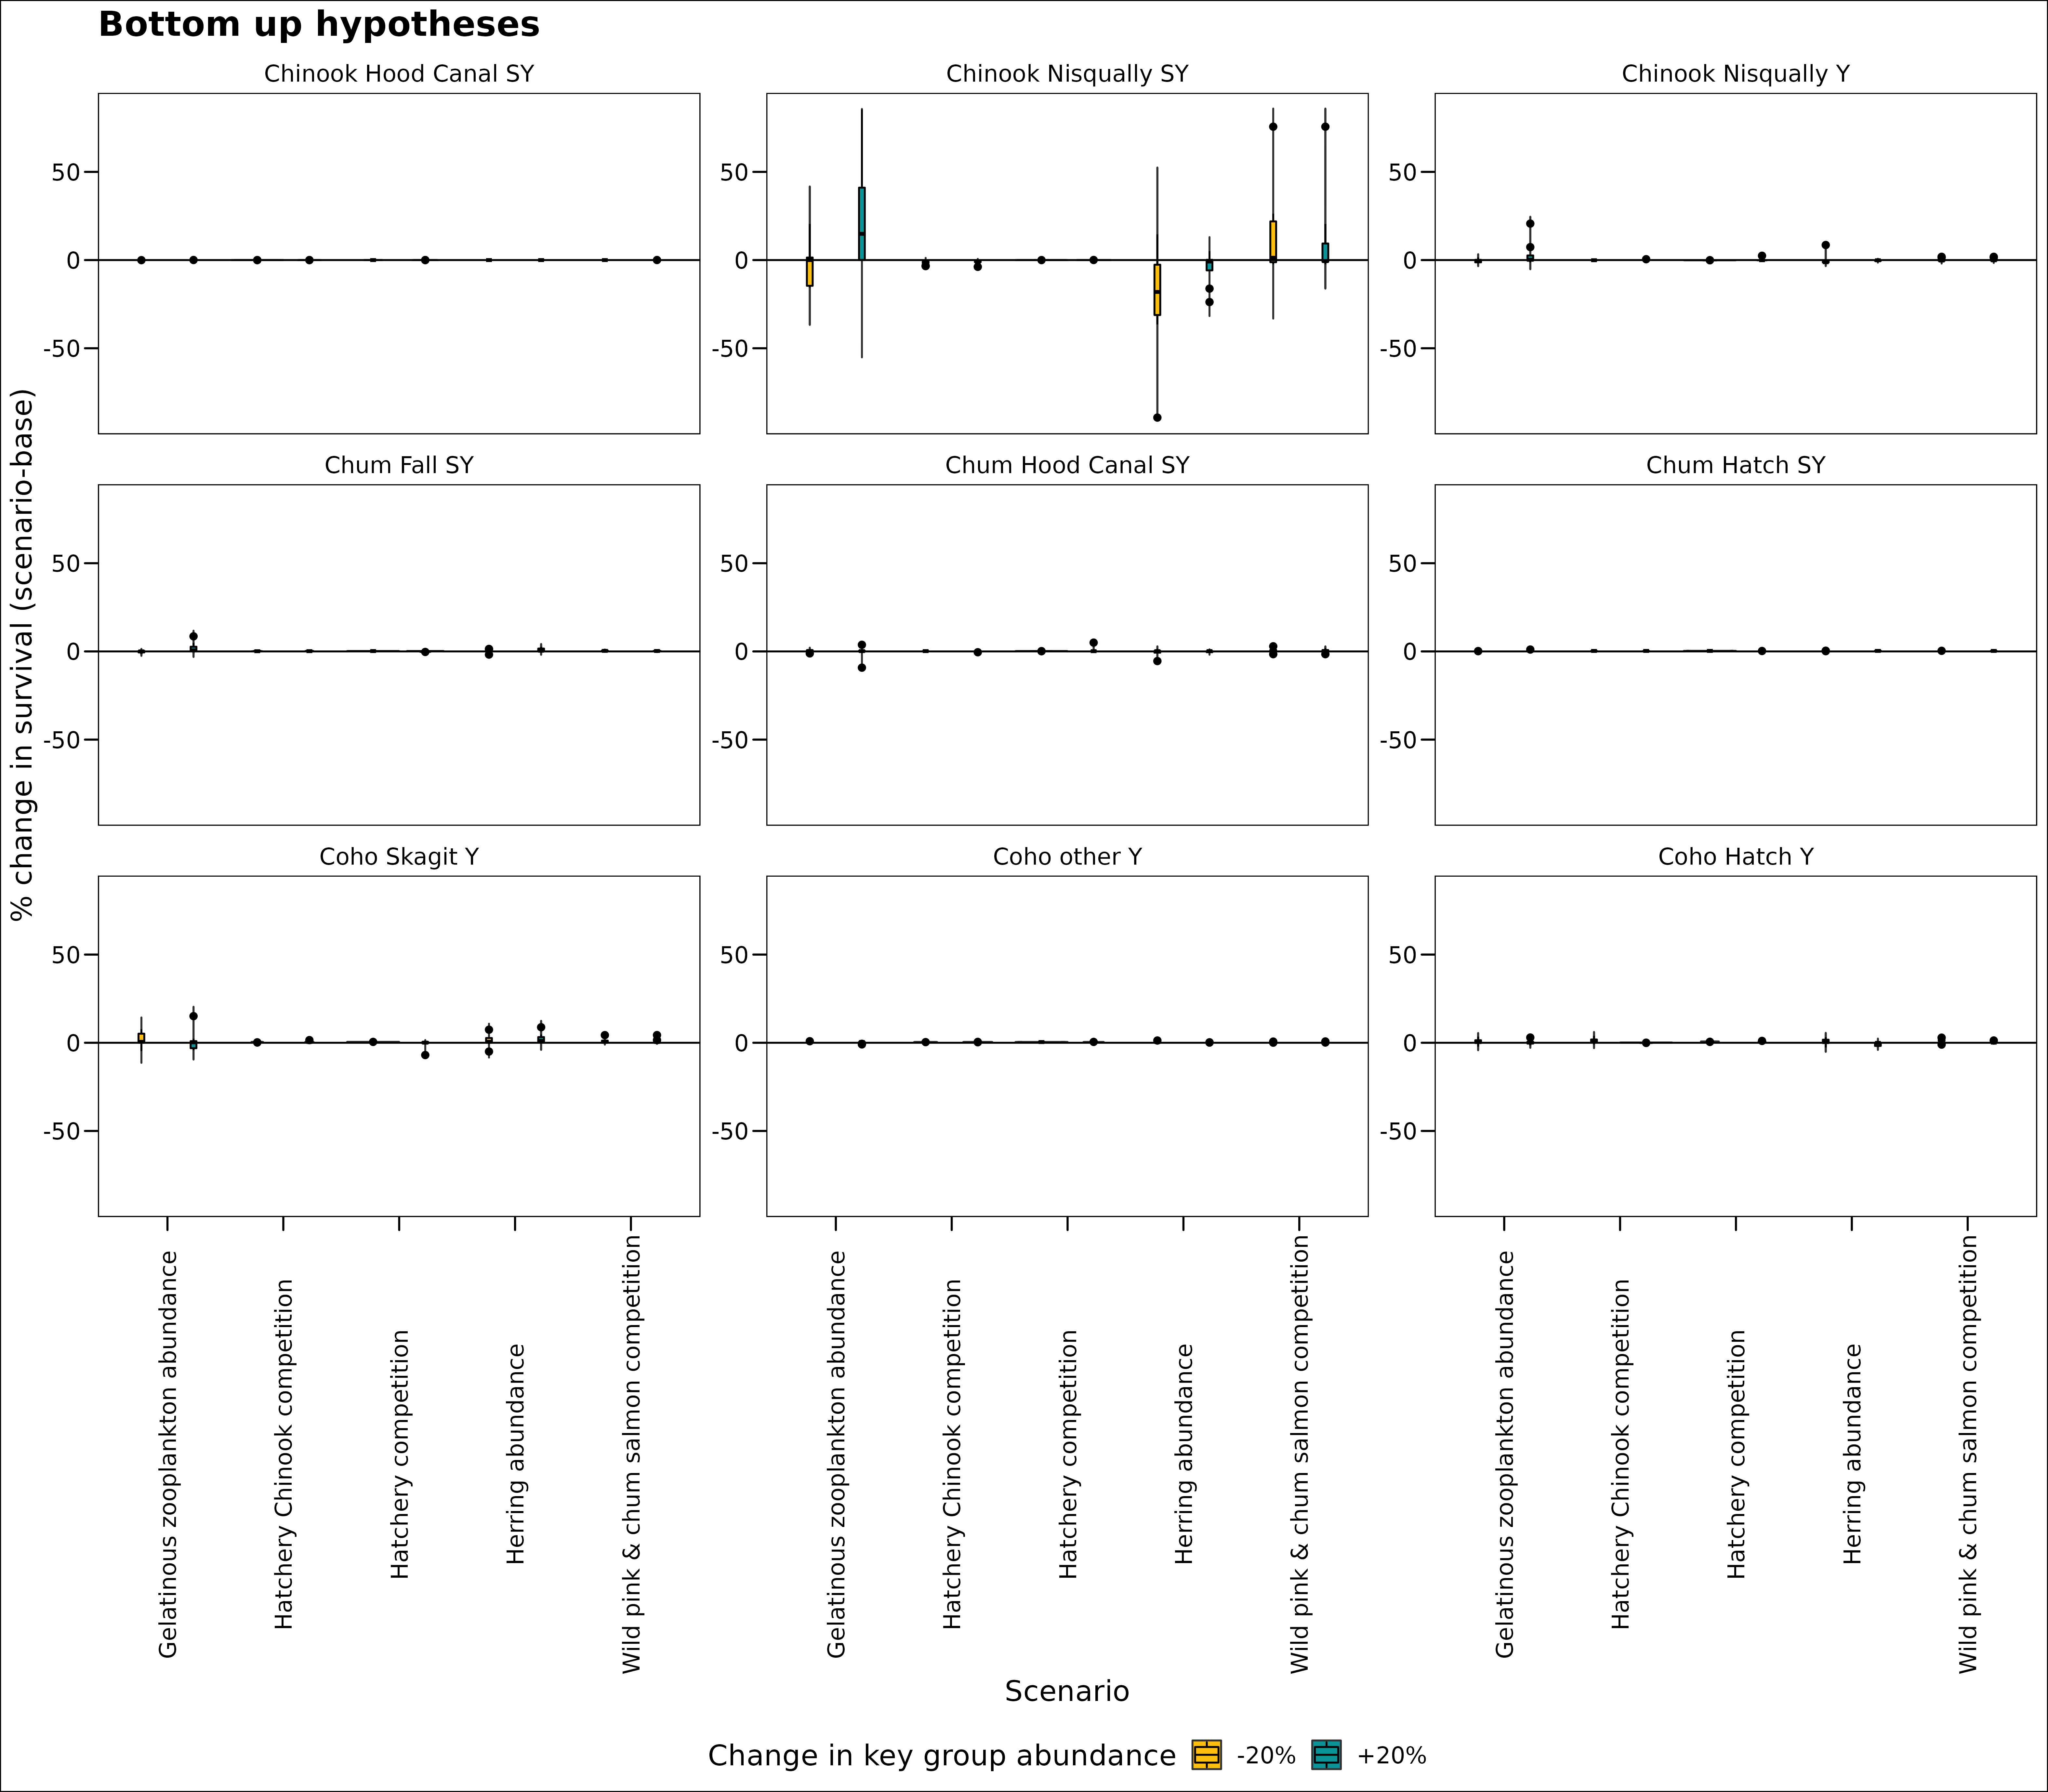 Bottom up hypotheses
Chinook Hood Canal SY
Chinook Nisqually SY
Chinook Nisqually Y
50
0
-50
50
0
-50
50
0
-50
Chum Fall SY
Chum Hood Canal SY
Chum Hatch SY
50
0
-50
50
0
-50
50
0
-50
Coho Skagit Y
Coho other Y
Coho Hatch Y
50
0
-50
50
0
-50
50
0
-50
% change in survival (scenario-base)
Gelatinous zooplankton abundance
Hatchery Chinook competition
Hatchery competition
Herring abundance
Wild pink & chum salmon competition
Gelatinous zooplankton abundance
Hatchery Chinook competition
Hatchery competition
Herring abundance
Wild pink & chum salmon competition
Gelatinous zooplankton abundance
Hatchery Chinook competition
Hatchery competition
Herring abundance
Wild pink & chum salmon competition
Scenario
Change in key group abundance -20% +20%